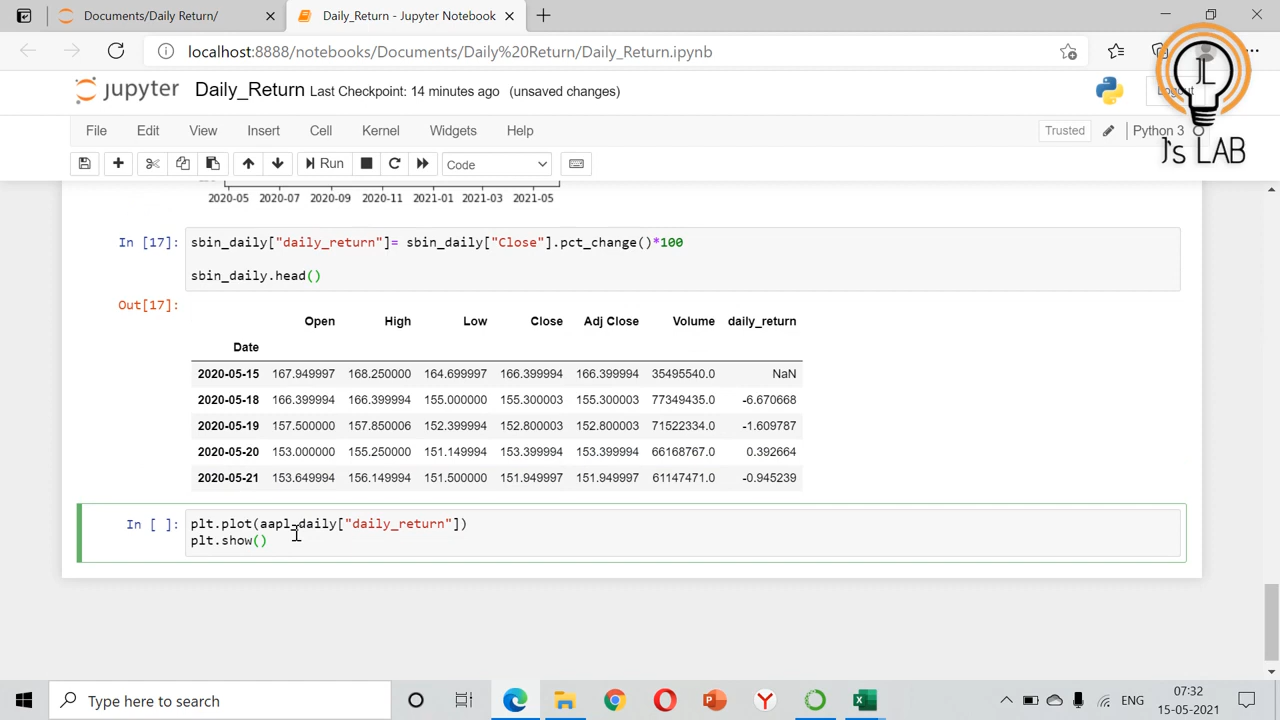 Documents/Daily Return/
Daily_Return - Jupyter Notebook
localhost:8888/notebooks/Documents/Daily%20Return/Daily_Return.ipynb
jupyter Daily_Return Last Checkpoint: 14 minutes ago (unsaved changes)
Logout
File Edit View Insert Cell Kernel Widgets Help
Trusted Python 3
JL
J's LAB
Run Code
2020-05 2020-07 2020-09 2020-11 2021-01 2021-03 2021-05
In [17]: sbin_daily["daily_return"]= sbin_daily["Close"].pct_change()*100
sbin_daily.head()
Out[17]:
Open High Low Close Adj Close Volume daily_return
Date
2020-05-15 167.949997 168.250000 164.699997 166.399994 166.399994 35495540.0 NaN
2020-05-18 166.399994 166.399994 155.000000 155.300003 155.300003 77349435.0 -6.670668
2020-05-19 157.500000 157.850006 152.399994 152.800003 152.800003 71522334.0 -1.609787
2020-05-20 153.000000 155.250000 151.149994 153.399994 153.399994 66168767.0 0.392664
2020-05-21 153.649994 156.149994 151.500000 151.949997 151.949997 61147471.0 -0.945239
In [ ]: plt.plot(aapl_daily["daily_return"])
plt.show()
Type here to search
ENG
07:32
15-05-2021